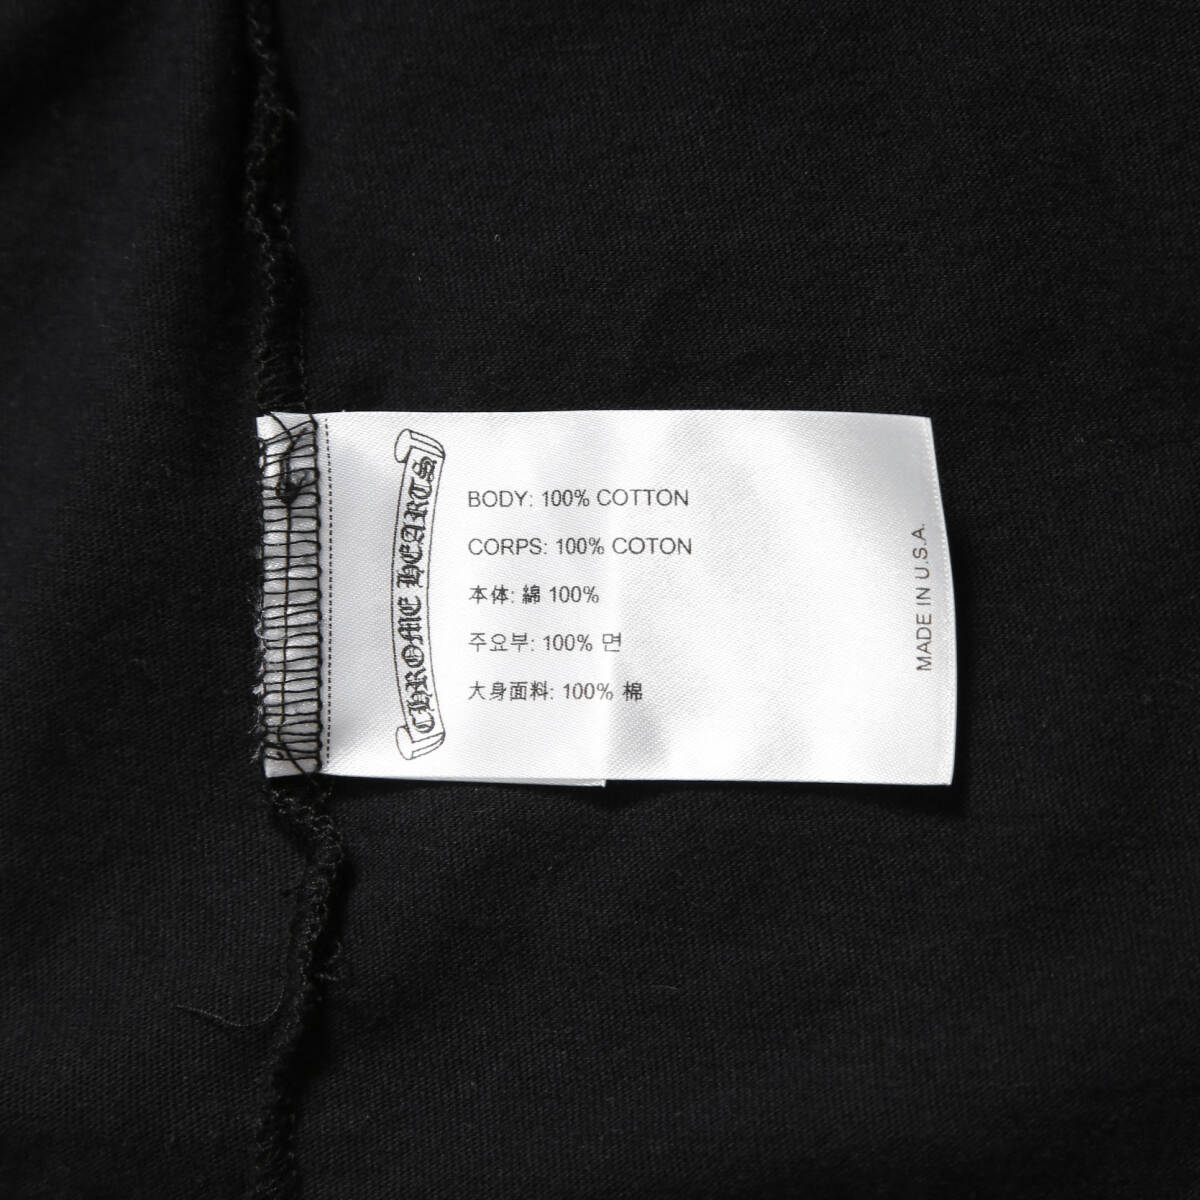 CHROME HEARTS
BODY: 100% COTTON
CORPS: 100% COTON
本体: 綿 100%
주요부: 100% 면
大身面料: 100% 棉
MADE IN U.S.A.